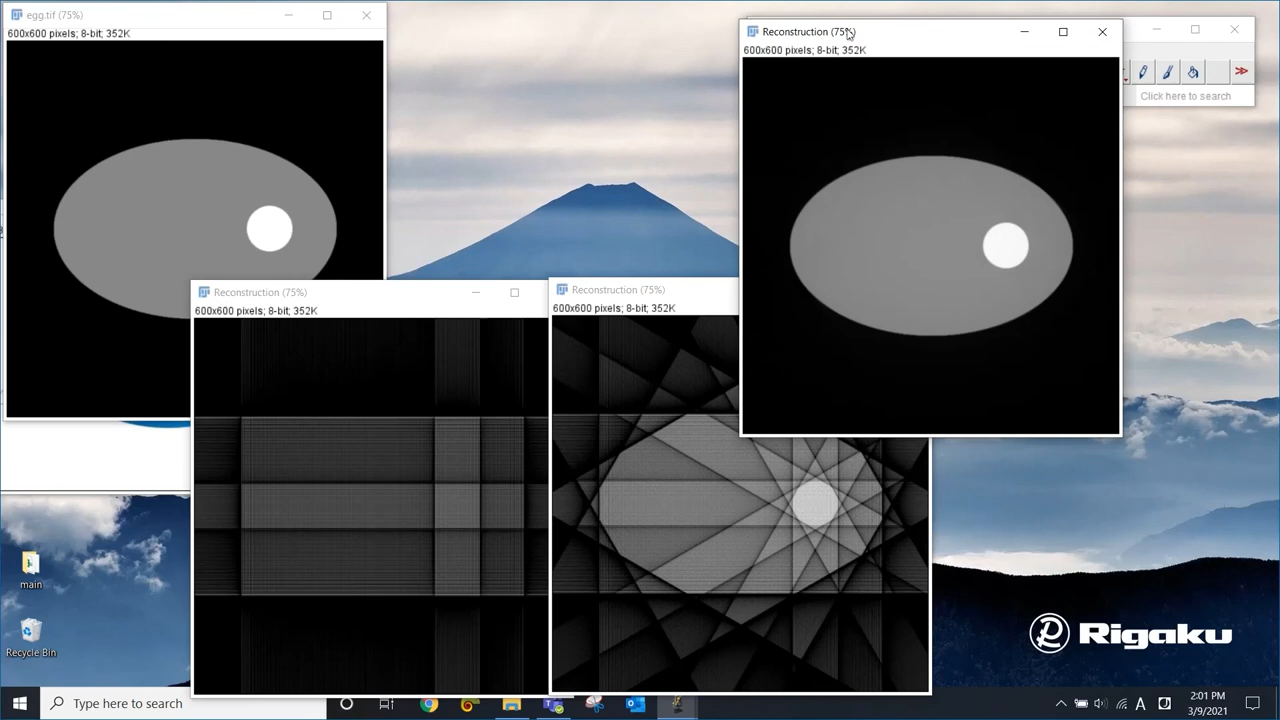 egg.tif (75%)
600x600 pixels; 8-bit; 352K
Reconstruction (75%)
600x600 pixels; 8-bit; 352K
Click here to search
Reconstruction (75%)
600x600 pixels; 8-bit; 352K
Reconstruction (75%)
600x600 pixels; 8-bit; 352K
main
Recycle Bin
Rigaku
Type here to search
A
2:01 PM
3/9/2021